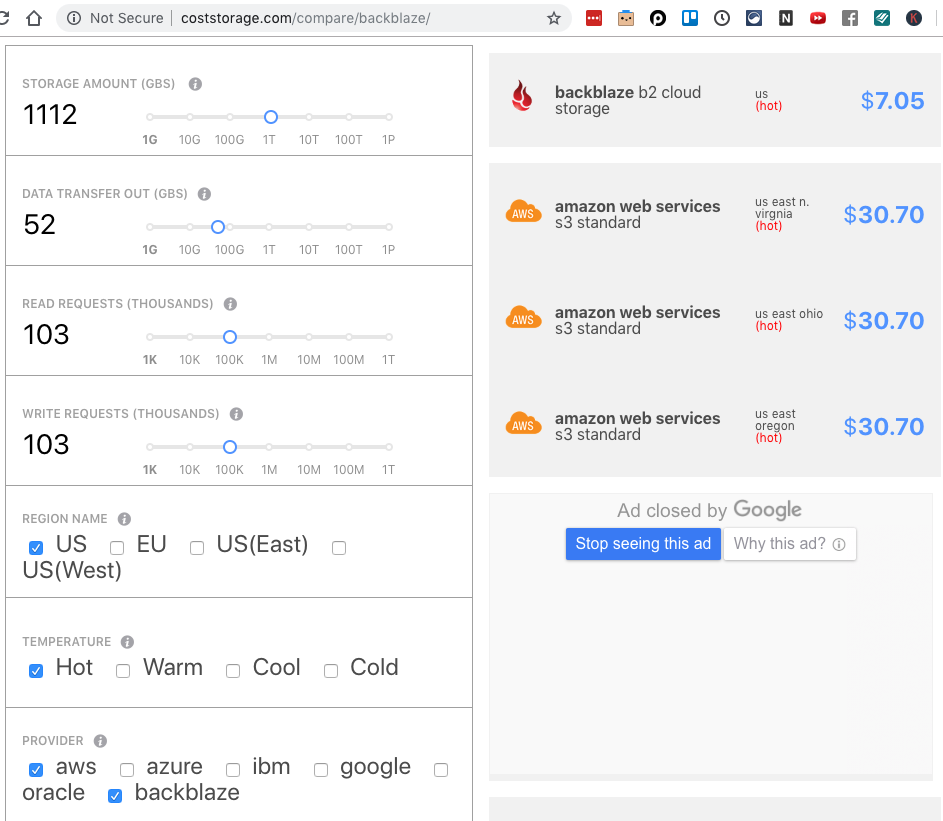 Not Secure | coststorage.com/compare/backblaze/
STORAGE AMOUNT (GBS)
1112
1G 10G 100G 1T 10T 100T 1P
DATA TRANSFER OUT (GBS)
52
1G 10G 100G 1T 10T 100T 1P
READ REQUESTS (THOUSANDS)
103
1K 10K 100K 1M 10M 100M 1T
WRITE REQUESTS (THOUSANDS)
103
1K 10K 100K 1M 10M 100M 1T
REGION NAME
US EU US(East)
US(West)
TEMPERATURE
Hot Warm Cool Cold
PROVIDER
aws azure ibm google
oracle backblaze
backblaze b2 cloud
storage
us
(hot)
$7.05
AWS
amazon web services
s3 standard
us east n.
virgnia
(hot)
$30.70
AWS
amazon web services
s3 standard
us east ohio
(hot)
$30.70
AWS
amazon web services
s3 standard
us east
oregon
(hot)
$30.70
Ad closed by Google
Stop seeing this ad Why this ad?